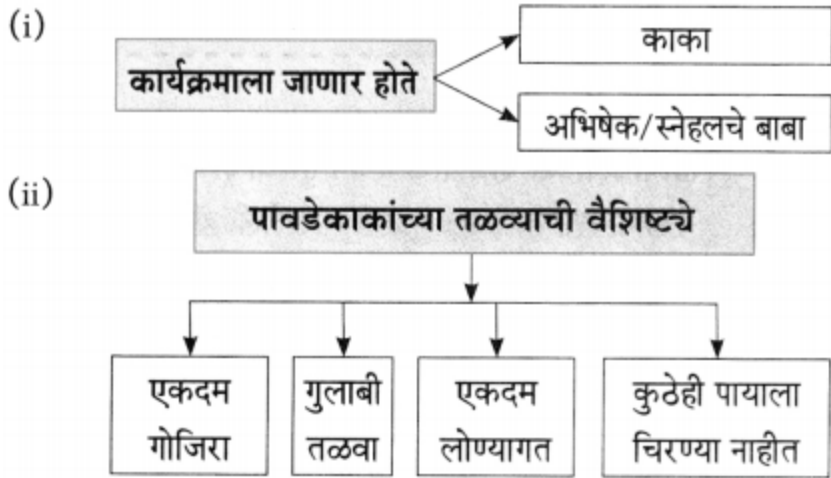 (i)
काका
कार्यक्रमाला जाणार होते
अभिषेक/स्नेहलचे बाबा
(ii)
पावडेकाकांच्या तळव्याची वैशिष्ट्ये
एकदम
गोजिरा
गुलाबी
तळवा
एकदम
लोण्यागत
कुठेही पायाला
चिरण्या नाहीत